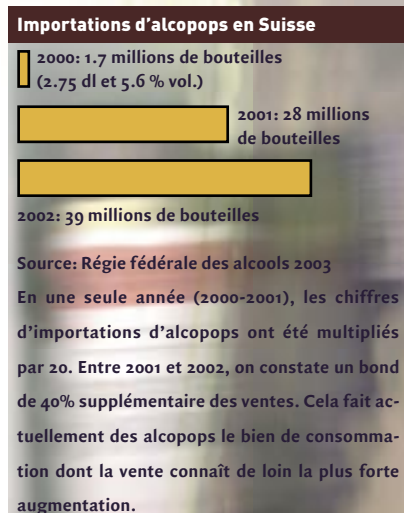 Importations d'alcopops en Suisse
2000: 1.7 millions de bouteilles
(2.75 dl et 5.6 % vol.)
2001: 28 millions
de bouteilles
2002: 39 millions de bouteilles
Source: Régie fédérale des alcools 2003
En une seule année (2000-2001), les chiffres
d'importations d'alcopops ont été multipliés
par 20. Entre 2001 et 2002, on constate un bond
de 40% supplémentaire des ventes. Cela fait ac-
tuellement des alcopops le bien de consomma-
tion dont la vente connaît de loin la plus forte
augmentation.